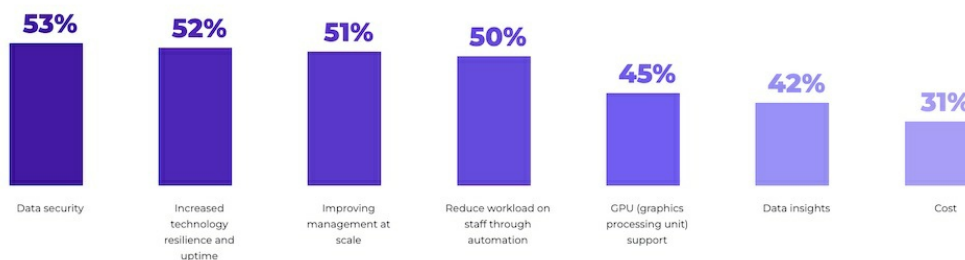 53%
52%
51%
50%
45%
42%
31%
Data security
Increased
technology
resilience and
uptime
Improving
management at
scale
Reduce workload on
staff through
automation
GPU (graphics
processing unit)
support
Data insights
Cost